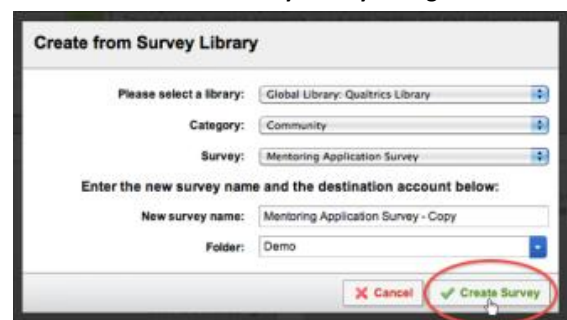 Create from Survey Library
Please select a library: Global Library: Qualtrics Library
Category: Community
Survey: Mentoring Application Survey
Enter the new survey name and the destination account below:
New survey name: Mentoring Application Survey - Copy
Folder: Demo
Cancel Create Survey